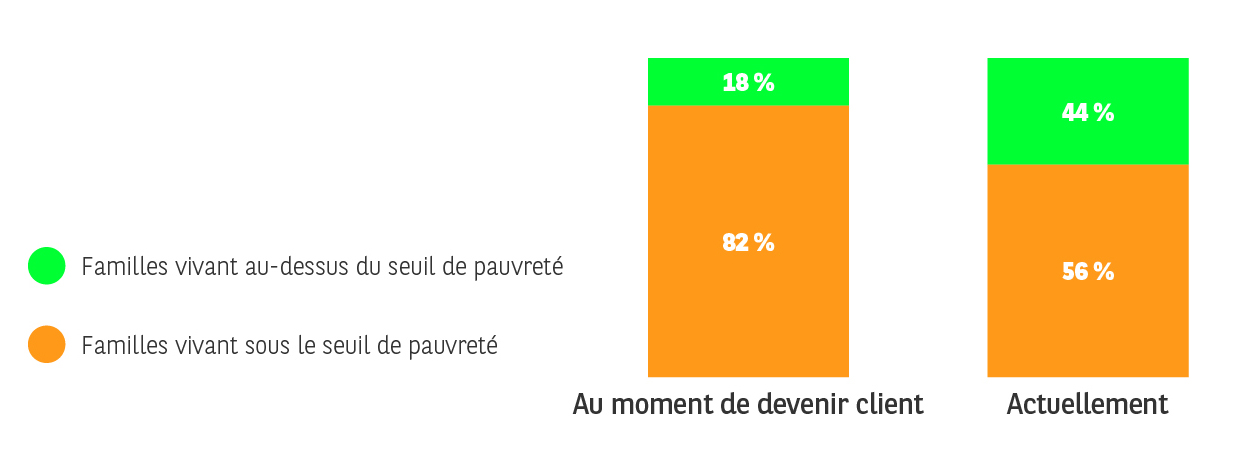 18 %
44 %
82 %
56 %
Familles vivant au-dessus du seuil de pauvreté
Familles vivant sous le seuil de pauvreté
Au moment de devenir client
Actuellement